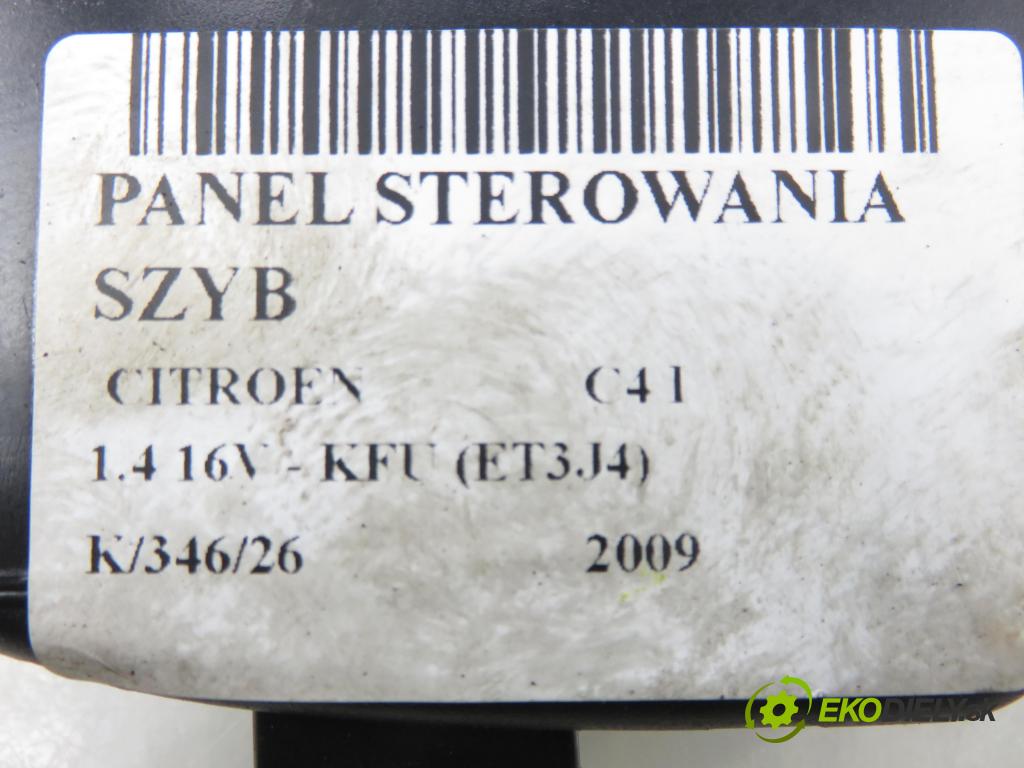 PANEL STEROWANIA
SZYB
CITROEN C4 I
1.4 16V - KFU (ET3J4)
K/346/26 2009
EKODIELY.sk